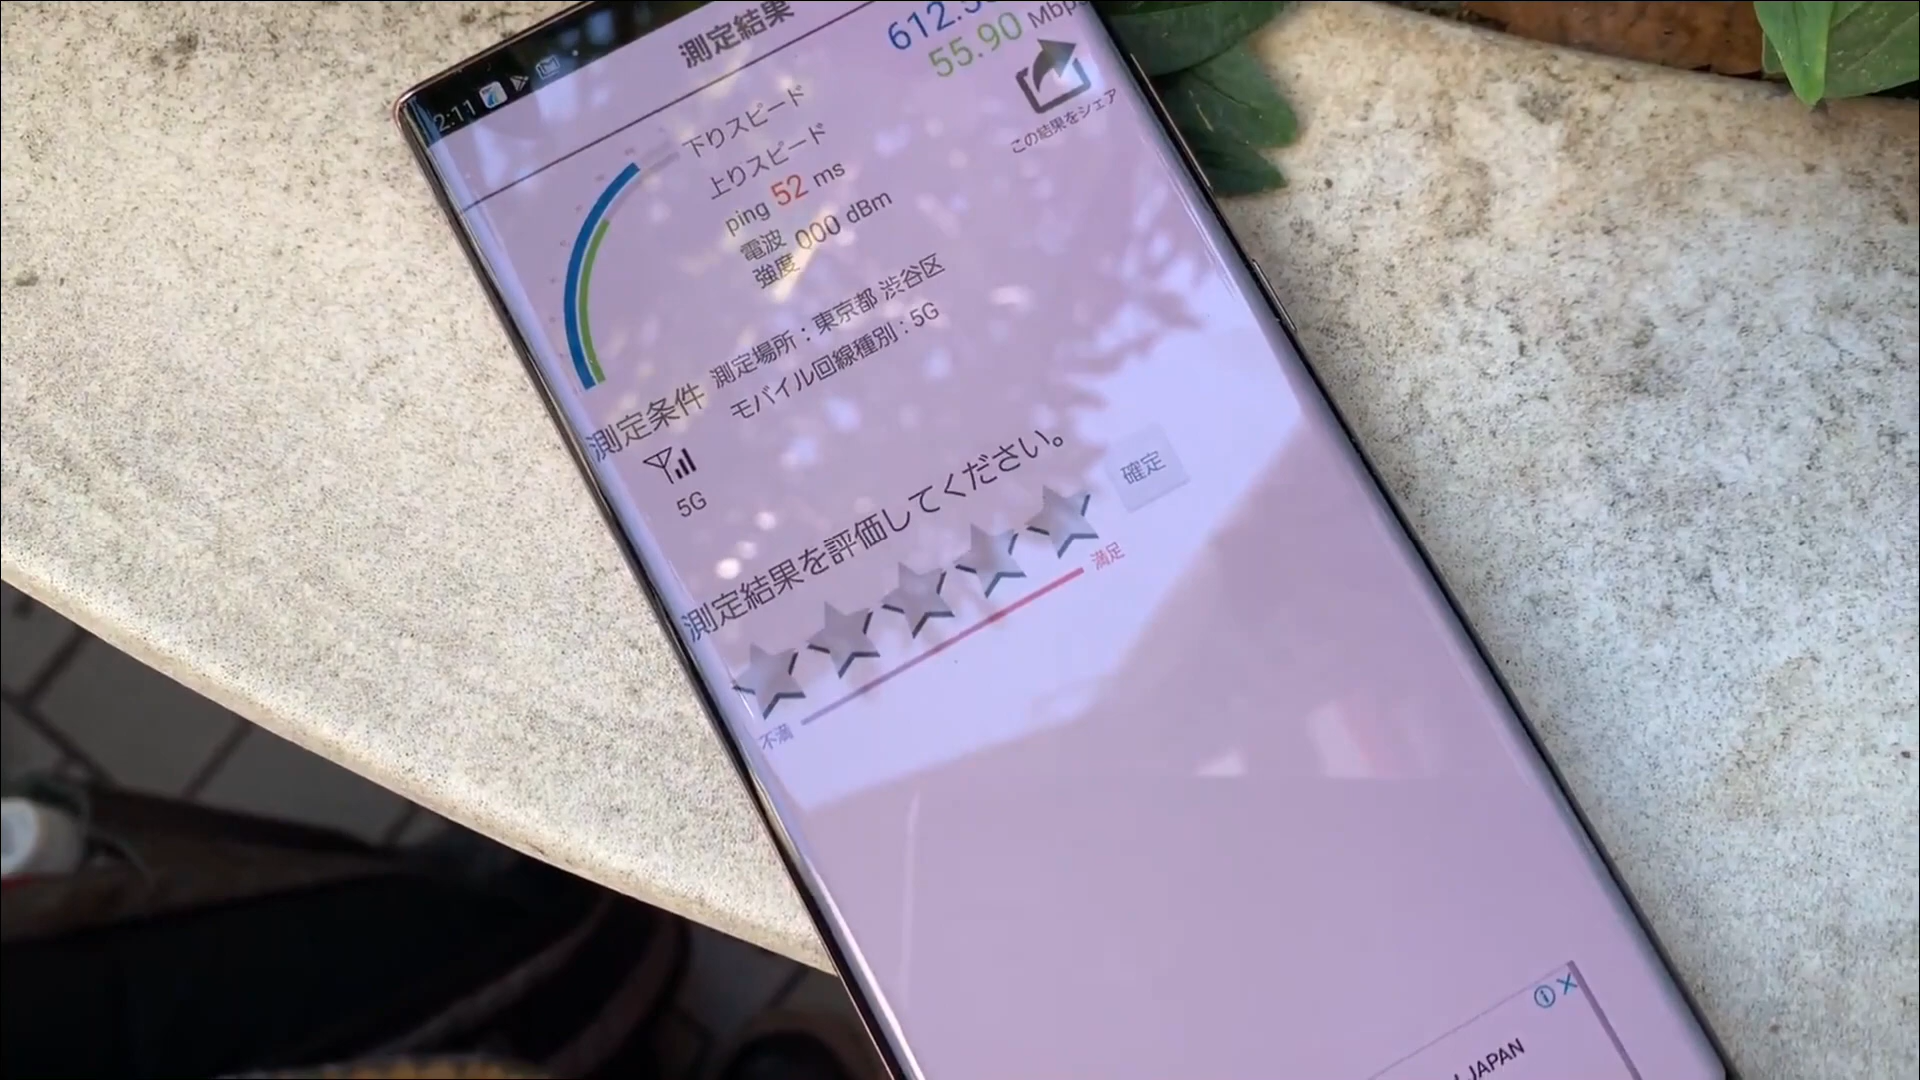 2:11
測定結果
下りスピード
上りスピード 55.90 Mbps
ping 52 ms
電波
強度 000 dBm
この結果をシェア
測定条件
測定場所 : 東京都 渋谷区
モバイル回線種別 : 5G
5G
測定結果を評価してください。
確定
不満
満足
JAPAN